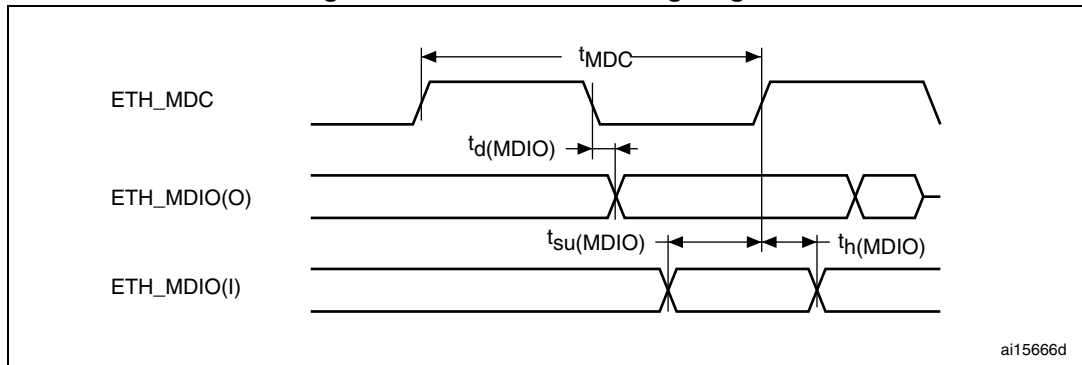 ETH_MDC
tMDC
td(MDIO)
ETH_MDIO(O)
tsu(MDIO)
th(MDIO)
ETH_MDIO(I)
ai15666d